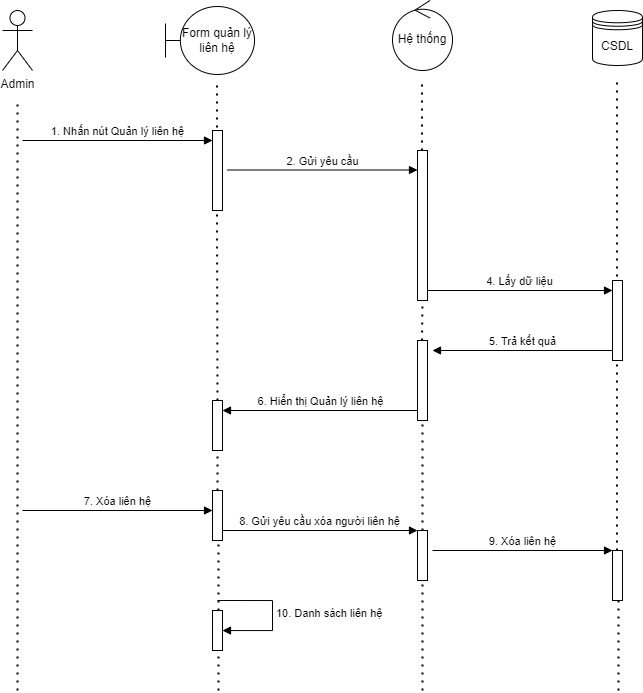 Form quản lý
liên hệ
Hệ thống
CSDL
Admin
1. Nhấn nút Quản lý liên hệ
2. Gửi yêu cầu
4. Lấy dữ liệu
5. Trả kết quả
6. Hiển thị Quản lý liên hệ
7. Xóa liên hệ
8. Gửi yêu cầu xóa người liên hệ
9. Xóa liên hệ
10. Danh sách liên hệ